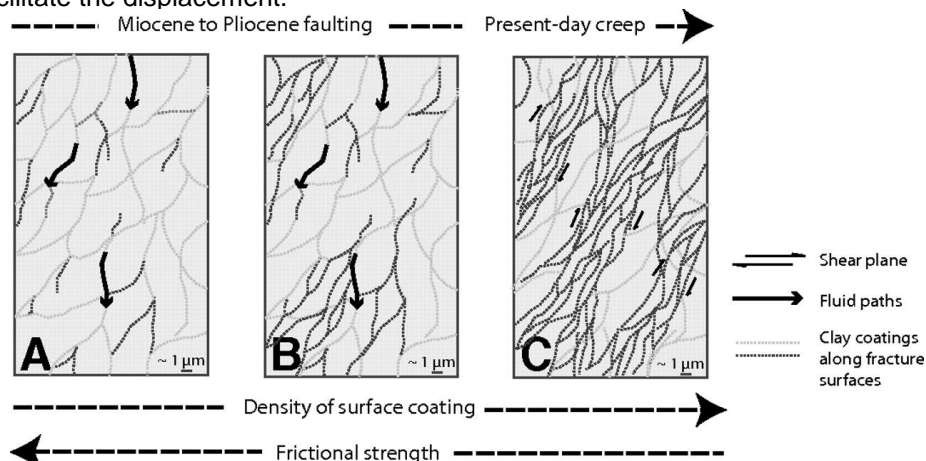 cilitate the displacement.
Miocene to Pliocene faulting
Present-day creep
A
~ 1 µm
B
~ 1 µm
C
~ 1 µm
Shear plane
Fluid paths
Clay coatings
along fracture
surfaces
Density of surface coating
Frictional strength